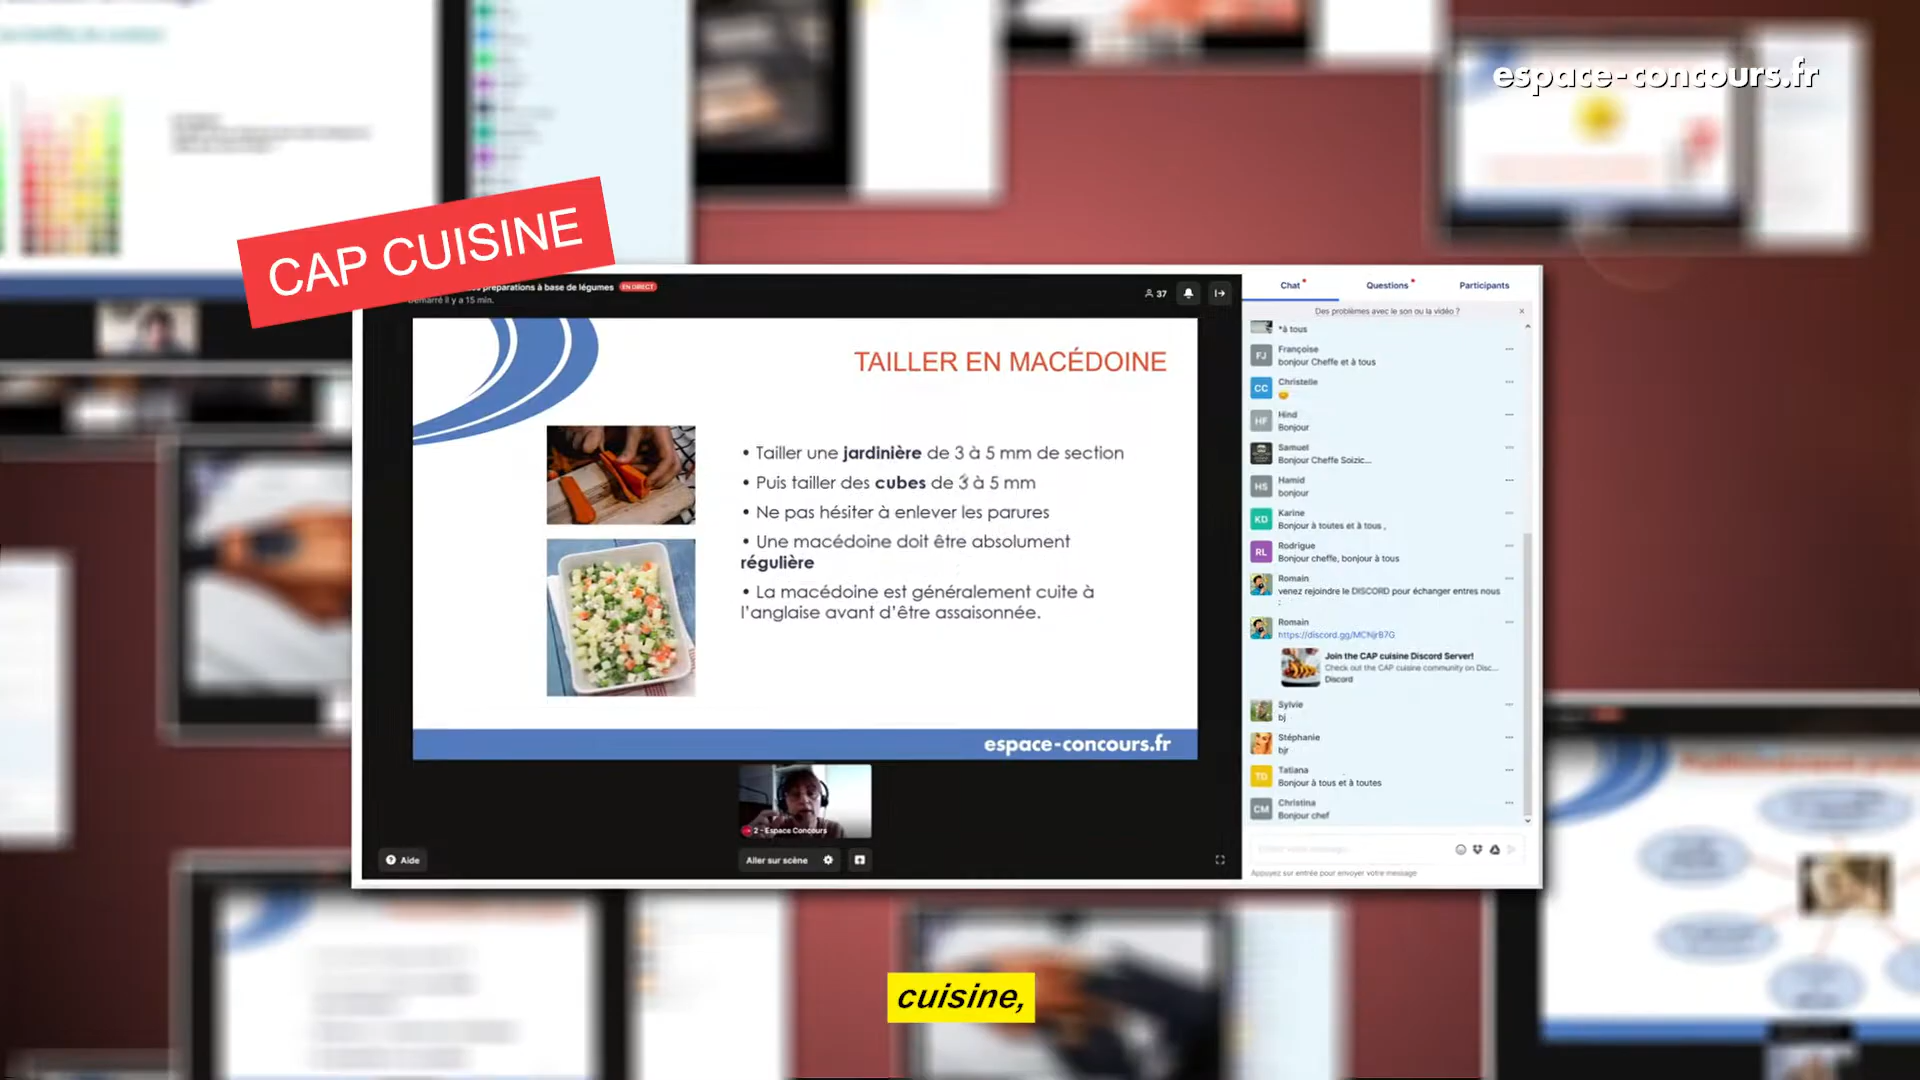 espace-concours.fr
CAP CUISINE
préparations à base de légumes EN DIRECT
Démarré il y a 15 min.
37
TAILLER EN MACÉDOINE
• Tailler une jardinière de 3 à 5 mm de section
• Puis tailler des cubes de 3 à 5 mm
• Ne pas hésiter à enlever les parures
• Une macédoine doit être absolument
régulière
• La macédoine est généralement cuite à
l'anglaise avant d'être assaisonnée.
espace-concours.fr
2 - Espace Concours
Aide
Aller sur scène
Chat
Questions
Participants
Des problèmes avec le son ou la vidéo ?
*à tous
FJ
Françoise
bonjour Cheffe et à tous
CC
Christelle
HF
Hind
Bonjour
Samuel
Bonjour Cheffe Soizic...
HS
Hamid
bonjour
KD
Karine
Bonjour à toutes et à tous ,
RL
Rodrigue
Bonjour cheffe, bonjour à tous
Romain
venez rejoindre le DISCORD pour échanger entres nous
:
Romain
https://discord.gg/MCNjrB7G
Join the CAP cuisine Discord Server!
Check out the CAP cuisine community on Disc...
Discord
Sylvie
bj
Stéphanie
bjr
TD
Tatiana
Bonjour à tous et à toutes
CM
Christina
Bonjour chef
Appuyez sur entrée pour envoyer votre message
cuisine,